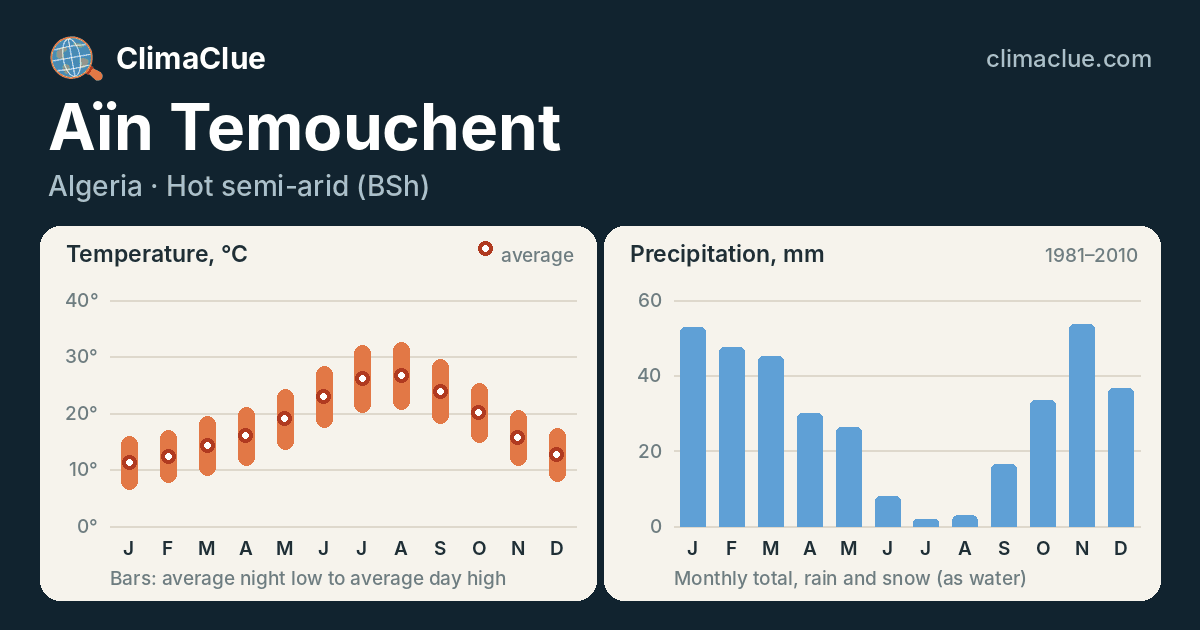 ClimaClue
climaclue.com
Aïn Temouchent
Algeria · Hot semi-arid (BSh)
Temperature, °C
average
40°
30°
20°
10°
0°
J F M A M J J A S O N D
Bars: average night low to average day high
Precipitation, mm
1981–2010
60
40
20
0
J F M A M J J A S O N D
Monthly total, rain and snow (as water)